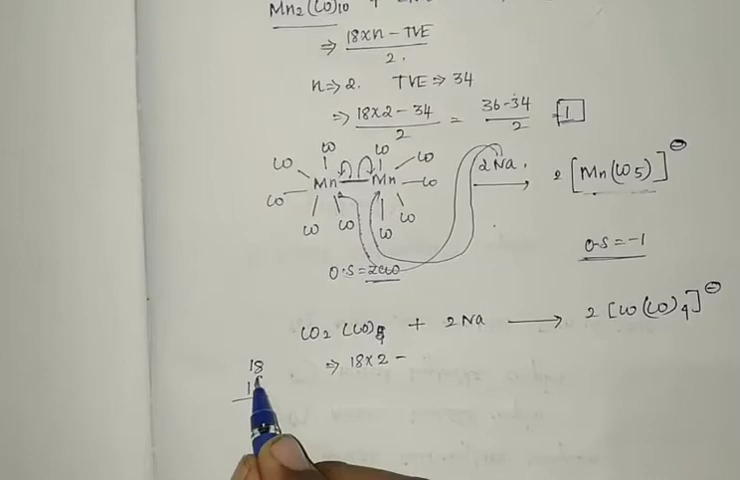 Mn2(CO)10 +
⇒ 18×n - TVE / 2.
n ⇒ 2. TVE ⇒ 34
⇒ 18×2 - 34 / 2 = 36-34 / 2 = 1
CO CO CO CO CO Mn — Mn CO CO CO CO CO
2Na. → 2 [Mn(CO5)]⊖
O·S = zero
O·S = -1
CO2 (CO)8 + 2Na → 2 [CO(CO)4]⊖
⇒ 18×2 -
18
1